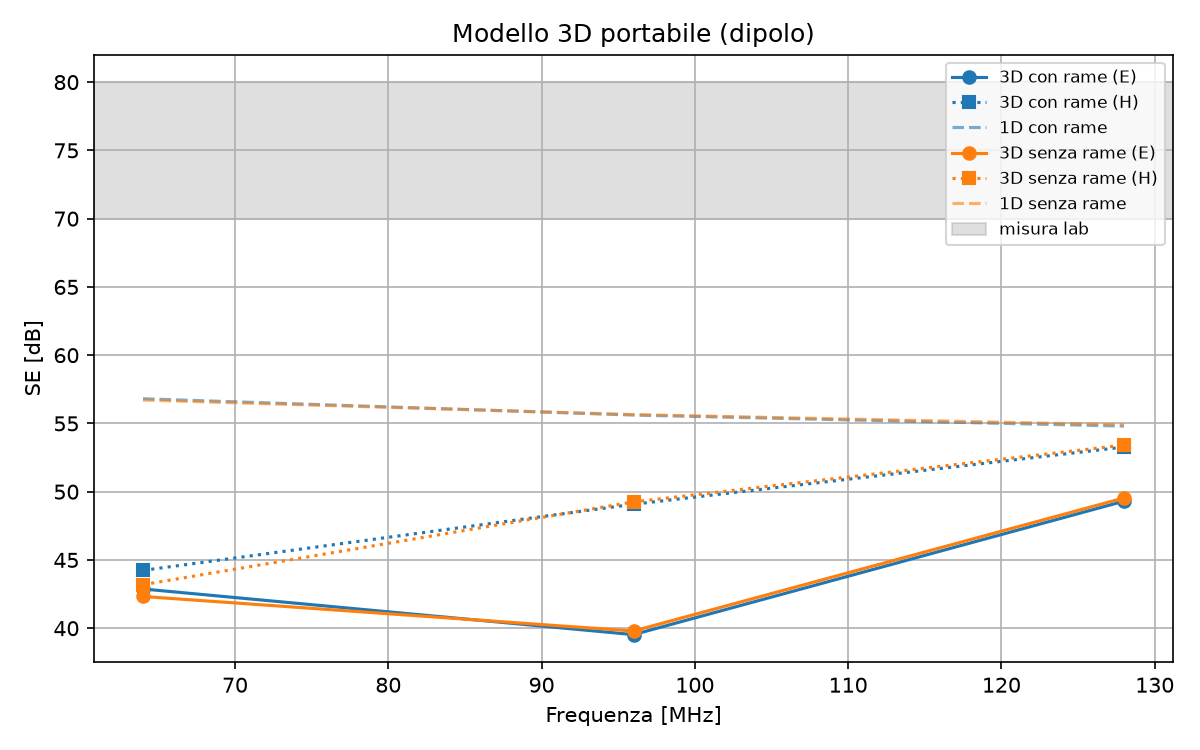 Modello 3D portabile (dipolo)
SE [dB]
80
75
70
65
60
55
50
45
40
3D con rame (E)
3D con rame (H)
1D con rame
3D senza rame (E)
3D senza rame (H)
1D senza rame
misura lab
70 80 90 100 110 120 130
Frequenza [MHz]